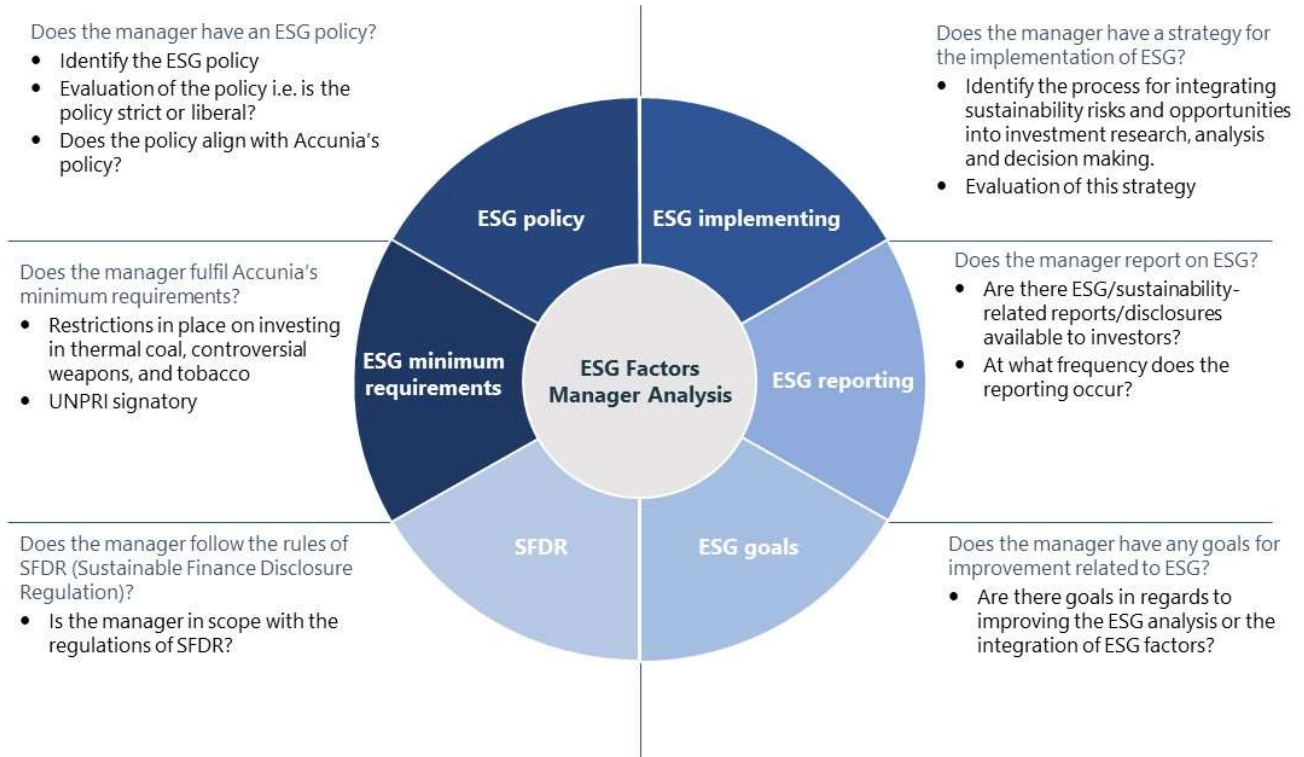 Does the manager have an ESG policy?
• Identify the ESG policy
• Evaluation of the policy i.e. is the
policy strict or liberal?
• Does the policy align with Accunia's
policy?
Does the manager have a strategy for
the implementation of ESG?
• Identify the process for integrating
sustainability risks and opportunities
into investment research, analysis
and decision making.
• Evaluation of this strategy
ESG policy
ESG implementing
Does the manager fulfil Accunia's
minimum requirements?
• Restrictions in place on investing
in thermal coal, controversial
weapons, and tobacco
• UNPRI signatory
ESG minimum
requirements
ESG Factors
Manager Analysis
ESG reporting
Does the manager report on ESG?
• Are there ESG/sustainability-
related reports/disclosures
available to investors?
• At what frequency does the
reporting occur?
Does the manager follow the rules of
SFDR (Sustainable Finance Disclosure
Regulation)?
• Is the manager in scope with the
regulations of SFDR?
SFDR
ESG goals
Does the manager have any goals for
improvement related to ESG?
• Are there goals in regards to
improving the ESG analysis or the
integration of ESG factors?